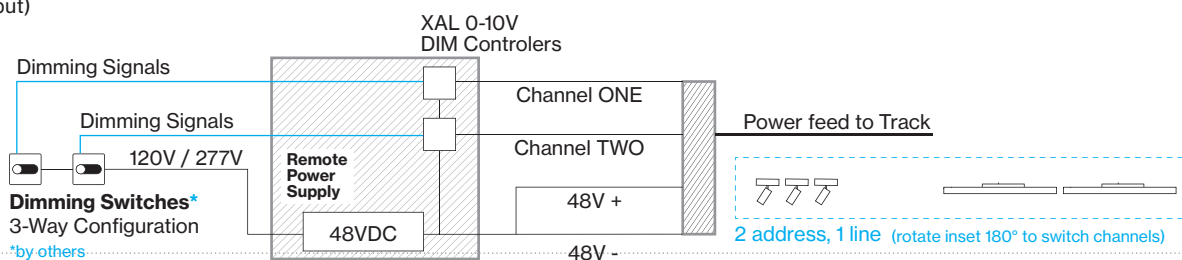 out)
XAL 0-10V
DIM Controlers
Dimming Signals
Channel ONE
Dimming Signals
Power feed to Track
Channel TWO
120V / 277V
Remote
Power
Supply
Dimming Switches*
48V +
3-Way Configuration
48VDC
2 address, 1 line (rotate inset 180° to switch channels)
*by others
48V -